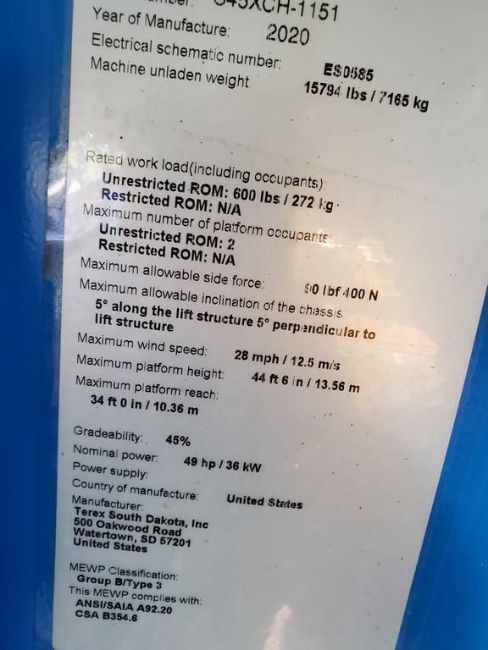 S45XCH-1151
Year of Manufacture: 2020
Electrical schematic number: ES0585
Machine unladen weight 15794 lbs / 7165 kg
Rated work load(including occupants)
Unrestricted ROM: 600 lbs / 272 kg
Restricted ROM: N/A
Maximum number of platform occupants
Unrestricted ROM: 2
Restricted ROM: N/A
Maximum allowable side force: 90 lbf 400 N
Maximum allowable inclination of the chassis
5° along the lift structure 5° perpendicular to
lift structure
Maximum wind speed: 28 mph / 12.5 m/s
Maximum platform height: 44 ft 6 in / 13.56 m
Maximum platform reach:
34 ft 0 in / 10.36 m
Gradeability: 45%
Nominal power: 49 hp / 36 kW
Power supply:
Country of manufacture: United States
Manufacturer:
Terex South Dakota, Inc
500 Oakwood Road
Watertown, SD 57201
United States
MEWP Classification:
Group B/Type 3
This MEWP complies with:
ANSI/SAIA A92.20
CSA B354.6